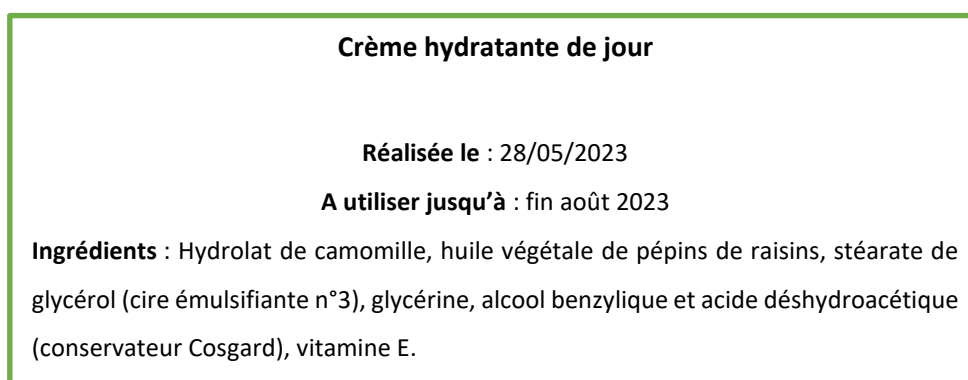 Crème hydratante de jour
Réalisée le : 28/05/2023
A utiliser jusqu’à : fin août 2023
Ingrédients : Hydrolat de camomille, huile végétale de pépins de raisins, stéarate de
glycérol (cire émulsifiante n°3), glycérine, alcool benzylique et acide déshydroacétique
(conservateur Cosgard), vitamine E.